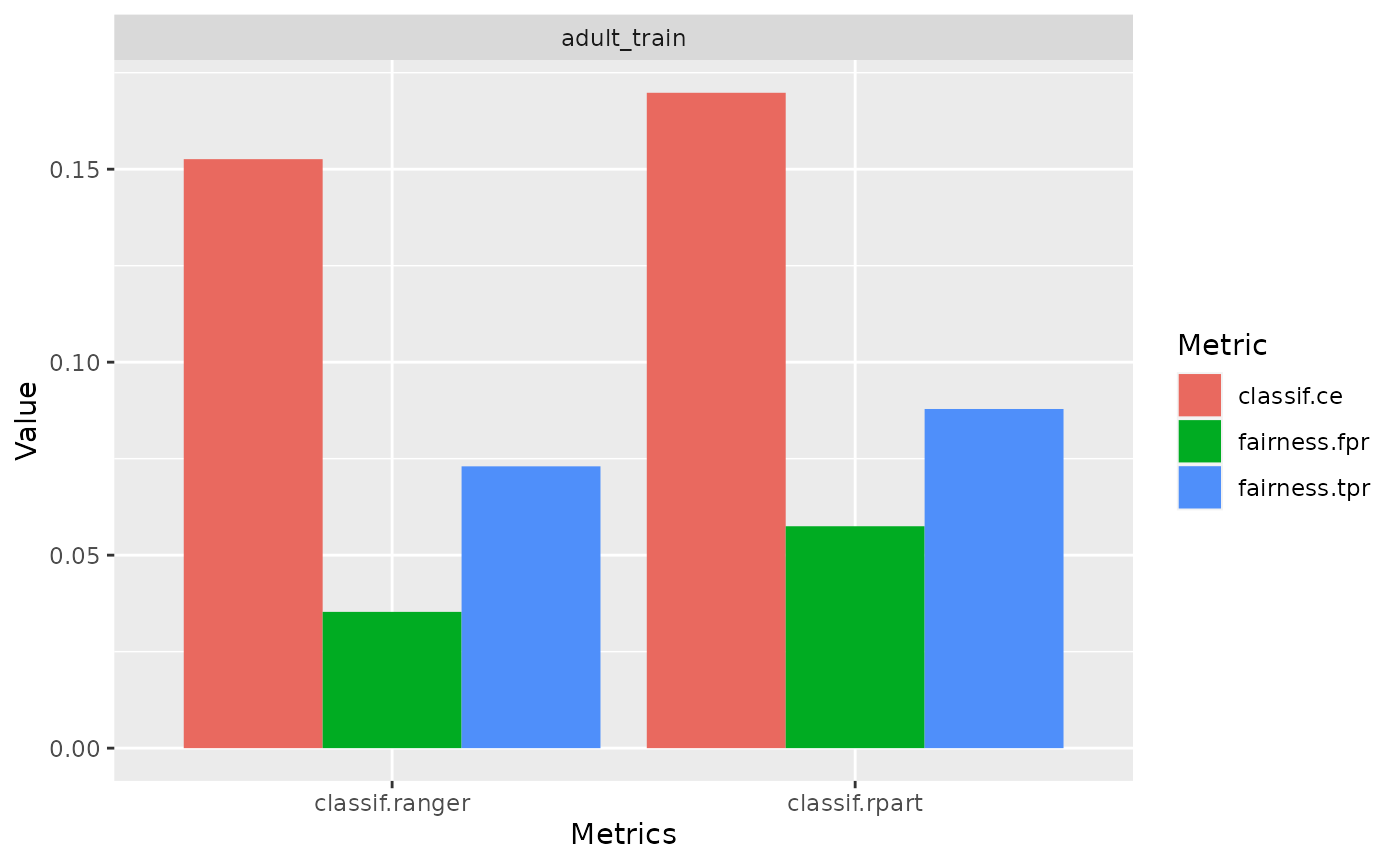 adult_train
0.15
0.10
0.05
0.00
Value
classif.ranger
classif.rpart
Metrics
Metric
classif.ce
fairness.fpr
fairness.tpr